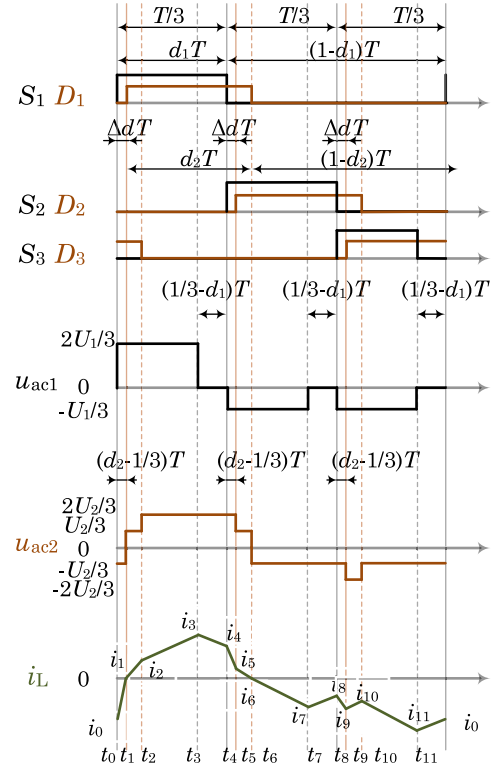 T/3 T/3 T/3
d₁T (1-d₁)T
S₁ D₁
ΔdT ΔdT ΔdT
d₂T (1-d₂)T
S₂ D₂
S₃ D₃
(1/3-d₁)T (1/3-d₁)T (1/3-d₁)T
2U₁/3
u_ac1 0
-U₁/3
(d₂-1/3)T (d₂-1/3)T (d₂-1/3)T
2U₂/3
U₂/3
u_ac2 0
-U₂/3
-2U₂/3
i₃ i₄
i₁ i₂ i₅
i_L 0
i₆ i₈ i₁₀
i₀ i₇ i₉ i₁₁ i₀
t₀ t₁ t₂ t₃ t₄ t₅ t₆ t₇ t₈ t₉ t₁₀ t₁₁